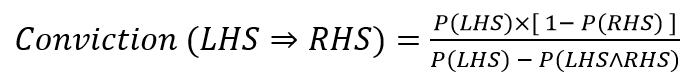 Conviction (LHS ⇒ RHS) = P(LHS)×[ 1− P(RHS) ] / P(LHS) − P(LHS∧RHS)